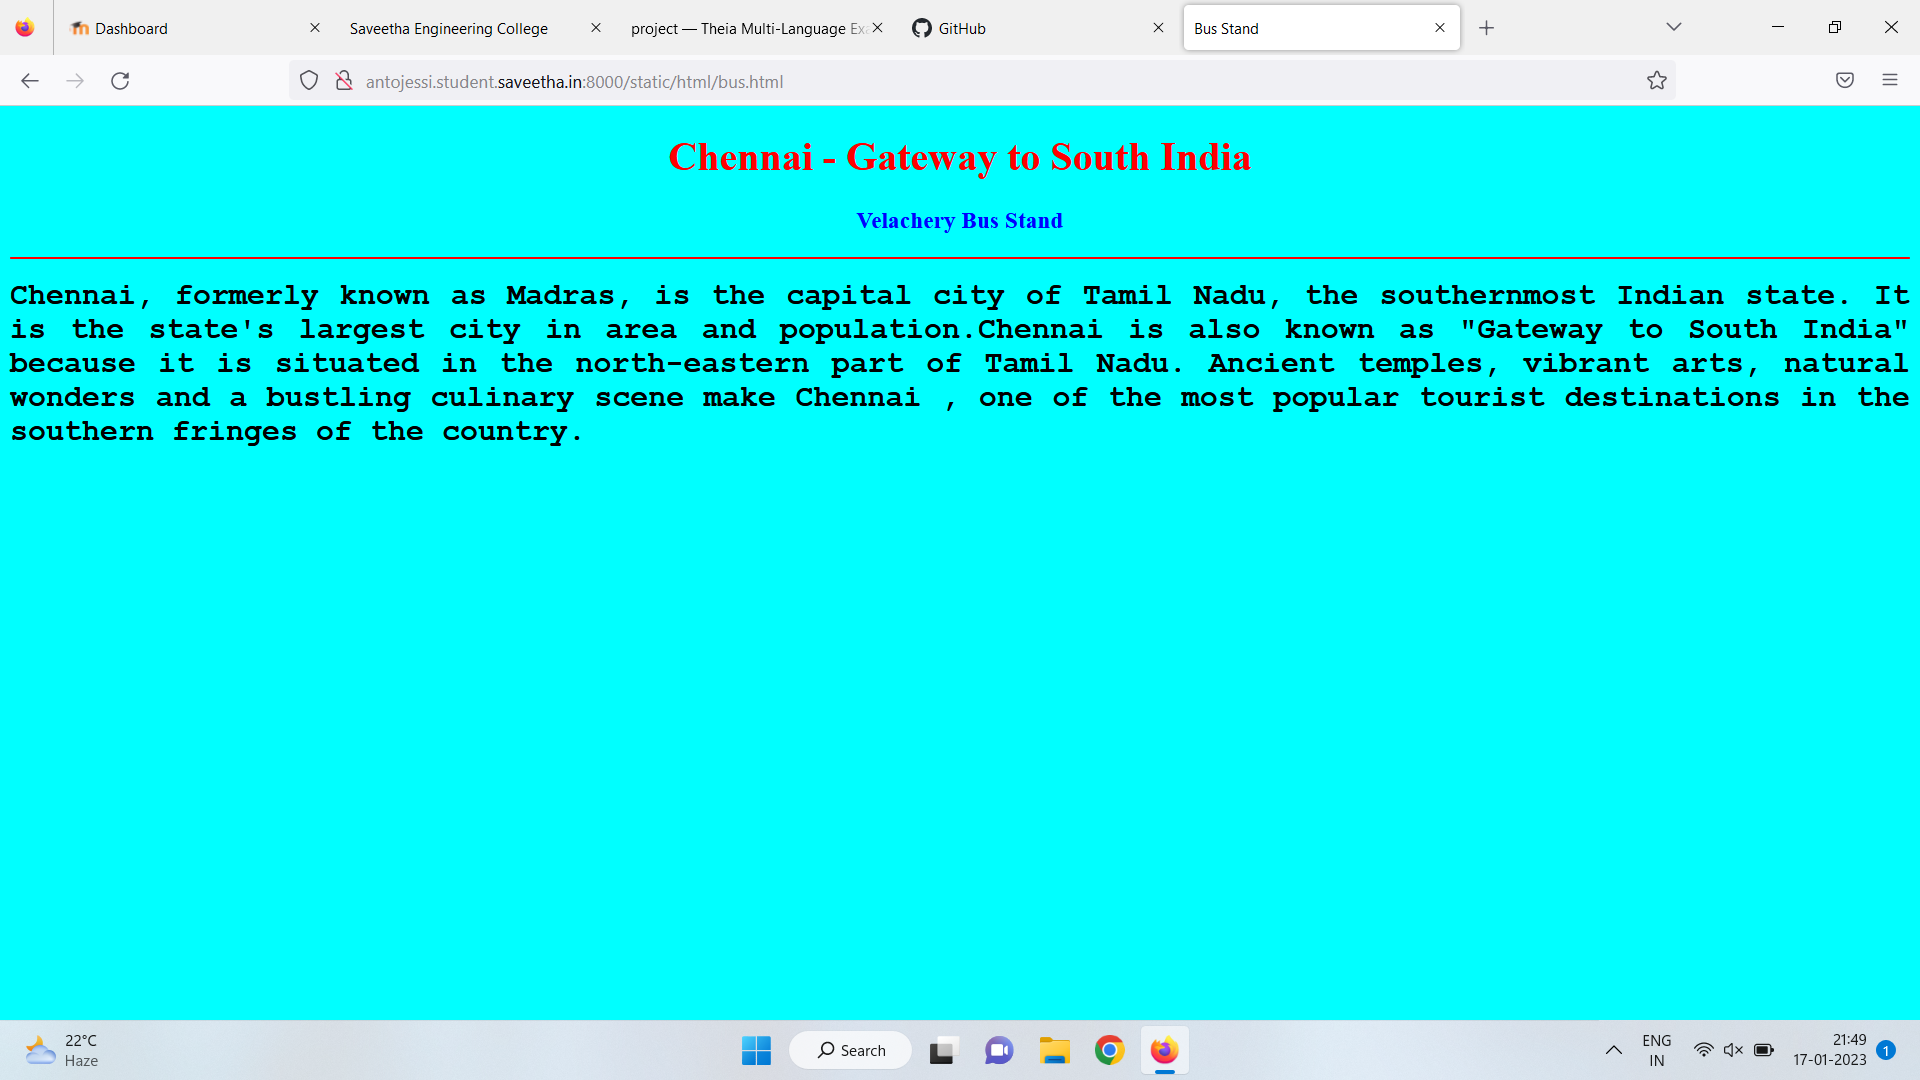 Dashboard
Saveetha Engineering College
project — Theia Multi-Language Ex
GitHub
Bus Stand
antojessi.student.saveetha.in:8000/static/html/bus.html
Chennai - Gateway to South India
Velachery Bus Stand
Chennai, formerly known as Madras, is the capital city of Tamil Nadu, the southernmost Indian state. It
is the state's largest city in area and population.Chennai is also known as "Gateway to South India"
because it is situated in the north-eastern part of Tamil Nadu. Ancient temples, vibrant arts, natural
wonders and a bustling culinary scene make Chennai , one of the most popular tourist destinations in the
southern fringes of the country.
22°C
Haze
Search
ENG
IN
21:49
17-01-2023
1